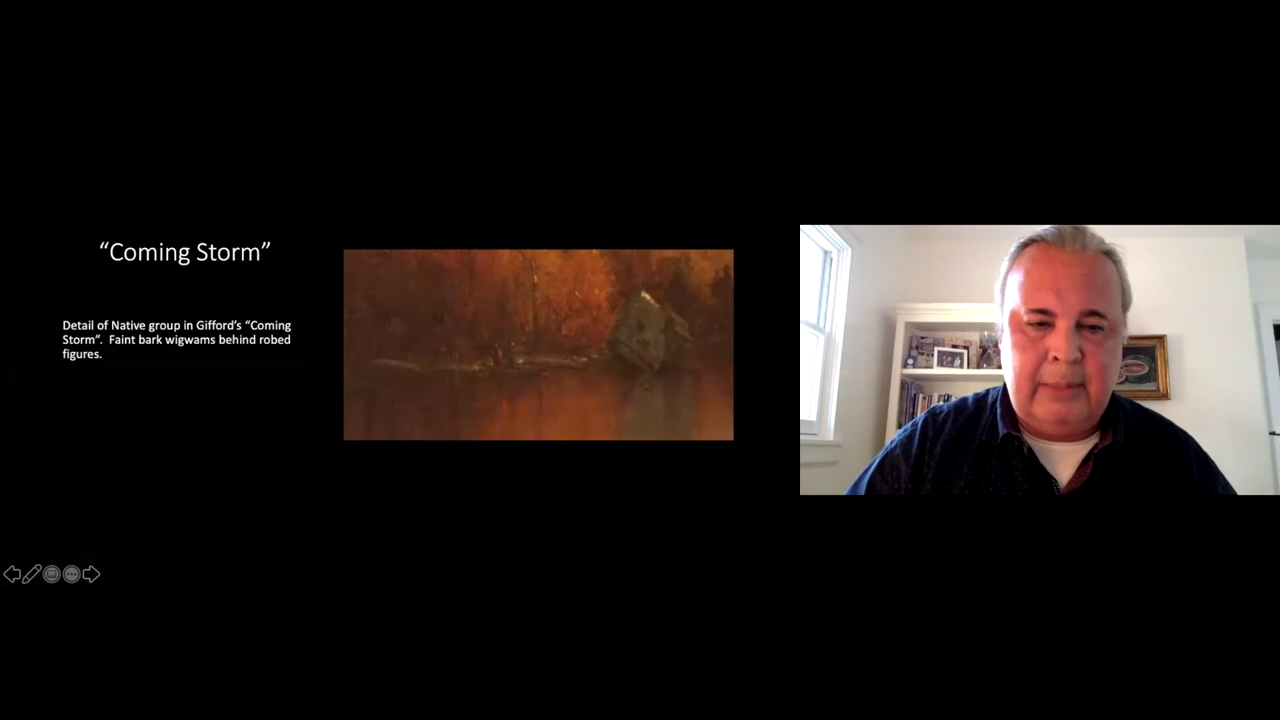 “Coming Storm”
Detail of Native group in Gifford’s “Coming
Storm”.  Faint bark wigwams behind robed
figures.